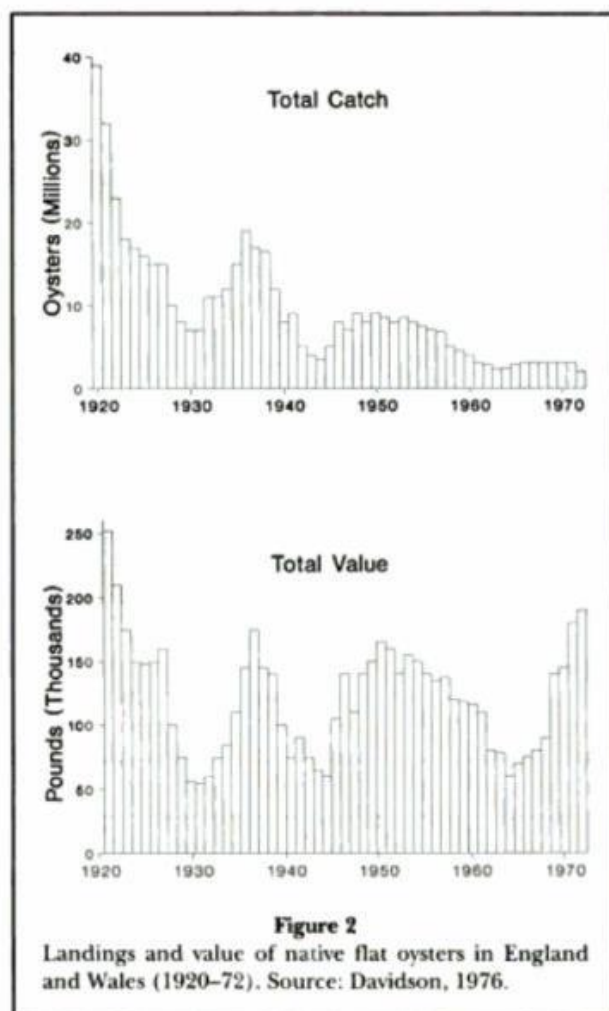 Total Catch
Oysters (Millions)
40
30
20
10
0
1920 1930 1940 1950 1960 1970
Total Value
Pounds (Thousands)
250
200
150
100
50
0
1920 1930 1940 1950 1960 1970
Figure 2
Landings and value of native flat oysters in England
and Wales (1920–72). Source: Davidson, 1976.